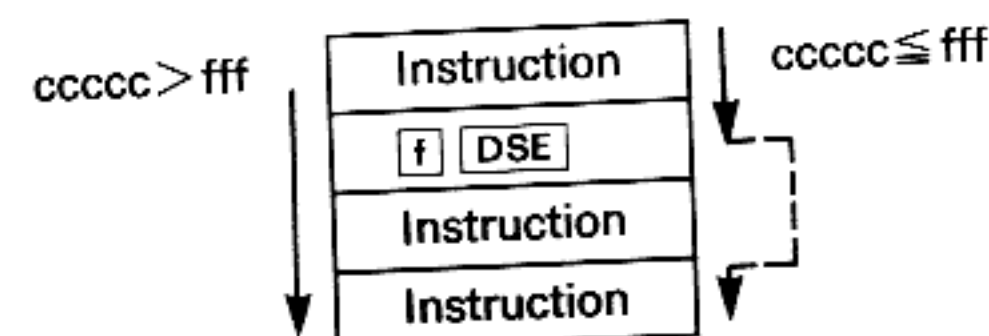 Instruction
ccccc > fff
ccccc ≦ fff
f DSE
Instruction
Instruction